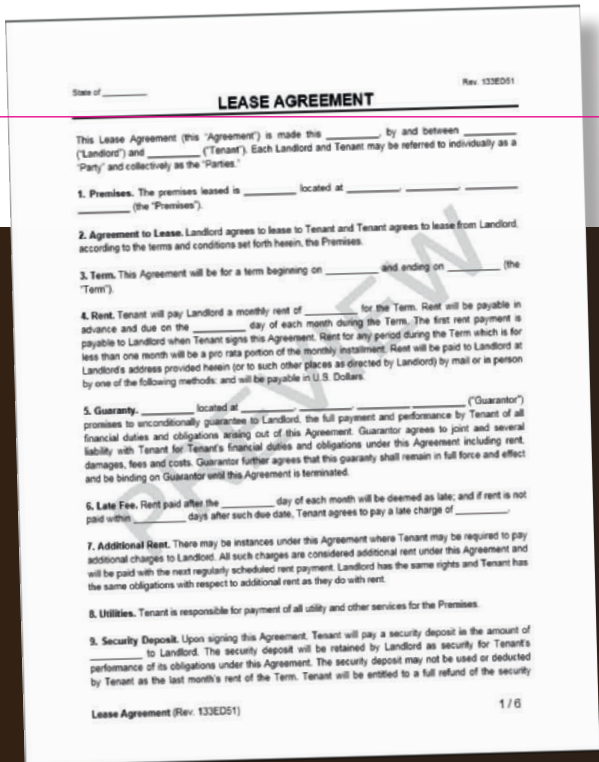 State of ________
Rev. 133ED51
LEASE AGREEMENT
This Lease Agreement (this "Agreement") is made this ________, by and between ________
("Landlord") and ________ ("Tenant"). Each Landlord and Tenant may be referred to individually as a
"Party" and collectively as the "Parties."
1. Premises. The premises leased is ________ located at ________, ________, ________
________ (the "Premises").
2. Agreement to Lease. Landlord agrees to lease to Tenant and Tenant agrees to lease from Landlord,
according to the terms and conditions set forth herein, the Premises.
3. Term. This Agreement will be for a term beginning on ________ and ending on ________ (the
"Term").
4. Rent. Tenant will pay Landlord a monthly rent of ________ for the Term. Rent will be payable in
advance and due on the ________ day of each month during the Term. The first rent payment is
payable to Landlord when Tenant signs this Agreement. Rent for any period during the Term which is for
less than one month will be a pro rata portion of the monthly installment. Rent will be paid to Landlord at
Landlord's address provided herein (or to such other places as directed by Landlord) by mail or in person
by one of the following methods: and will be payable in U.S. Dollars.
5. Guaranty. ________ located at ________, ________, ________________ ("Guarantor")
promises to unconditionally guarantee to Landlord, the full payment and performance by Tenant of all
financial duties and obligations arising out of this Agreement. Guarantor agrees to joint and several
liability with Tenant for Tenant's financial duties and obligations under this Agreement including rent,
damages, fees and costs. Guarantor further agrees that this guaranty shall remain in full force and effect
and be binding on Guarantor until this Agreement is terminated.
6. Late Fee. Rent paid after the ________ day of each month will be deemed as late; and if rent is not
paid within ________ days after such due date, Tenant agrees to pay a late charge of ________.
7. Additional Rent. There may be instances under this Agreement where Tenant may be required to pay
additional charges to Landlord. All such charges are considered additional rent under this Agreement and
will be paid with the next regularly scheduled rent payment. Landlord has the same rights and Tenant has
the same obligations with respect to additional rent as they do with rent.
8. Utilities. Tenant is responsible for payment of all utility and other services for the Premises.
9. Security Deposit. Upon signing this Agreement, Tenant will pay a security deposit in the amount of
________ to Landlord. The security deposit will be retained by Landlord as security for Tenant's
performance of its obligations under this Agreement. The security deposit may not be used or deducted
by Tenant as the last month's rent of the Term. Tenant will be entitled to a full refund of the security
Lease Agreement (Rev. 133ED51)
1 / 6
PREVIEW